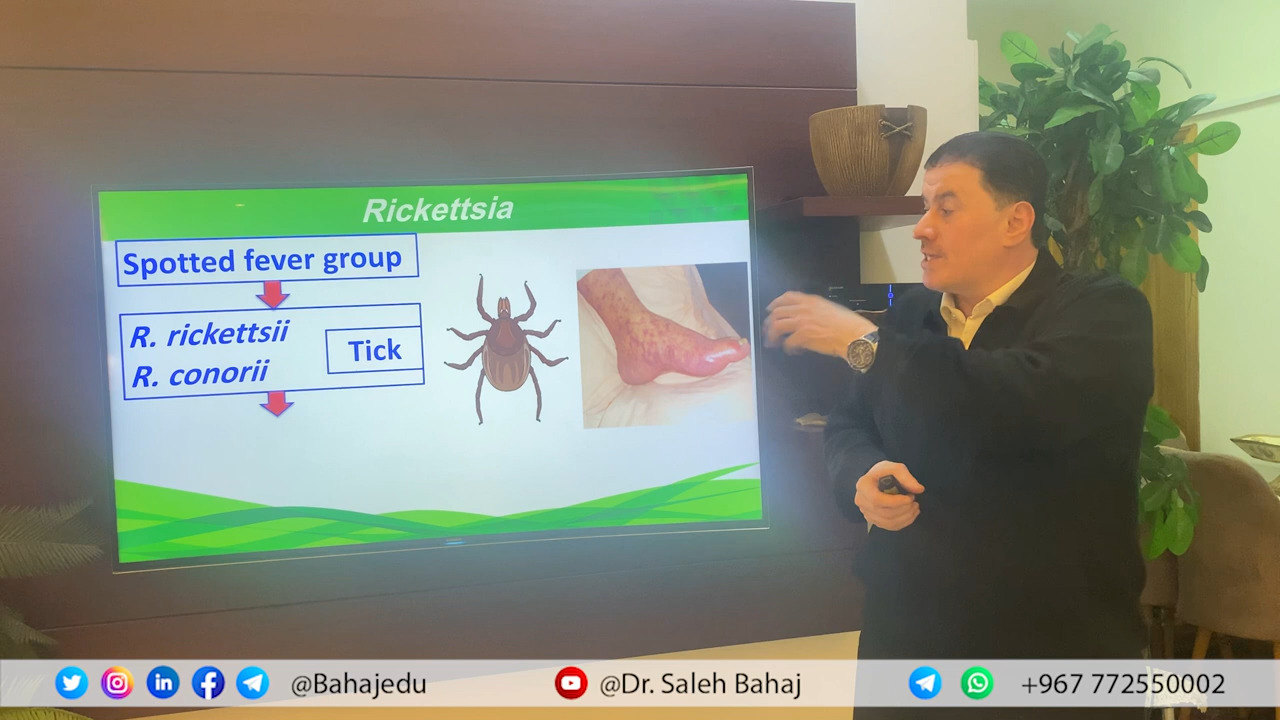 Rickettsia
Spotted fever group
R. rickettsii
R. conorii
Tick
@Bahajedu
@Dr. Saleh Bahaj
+967 772550002